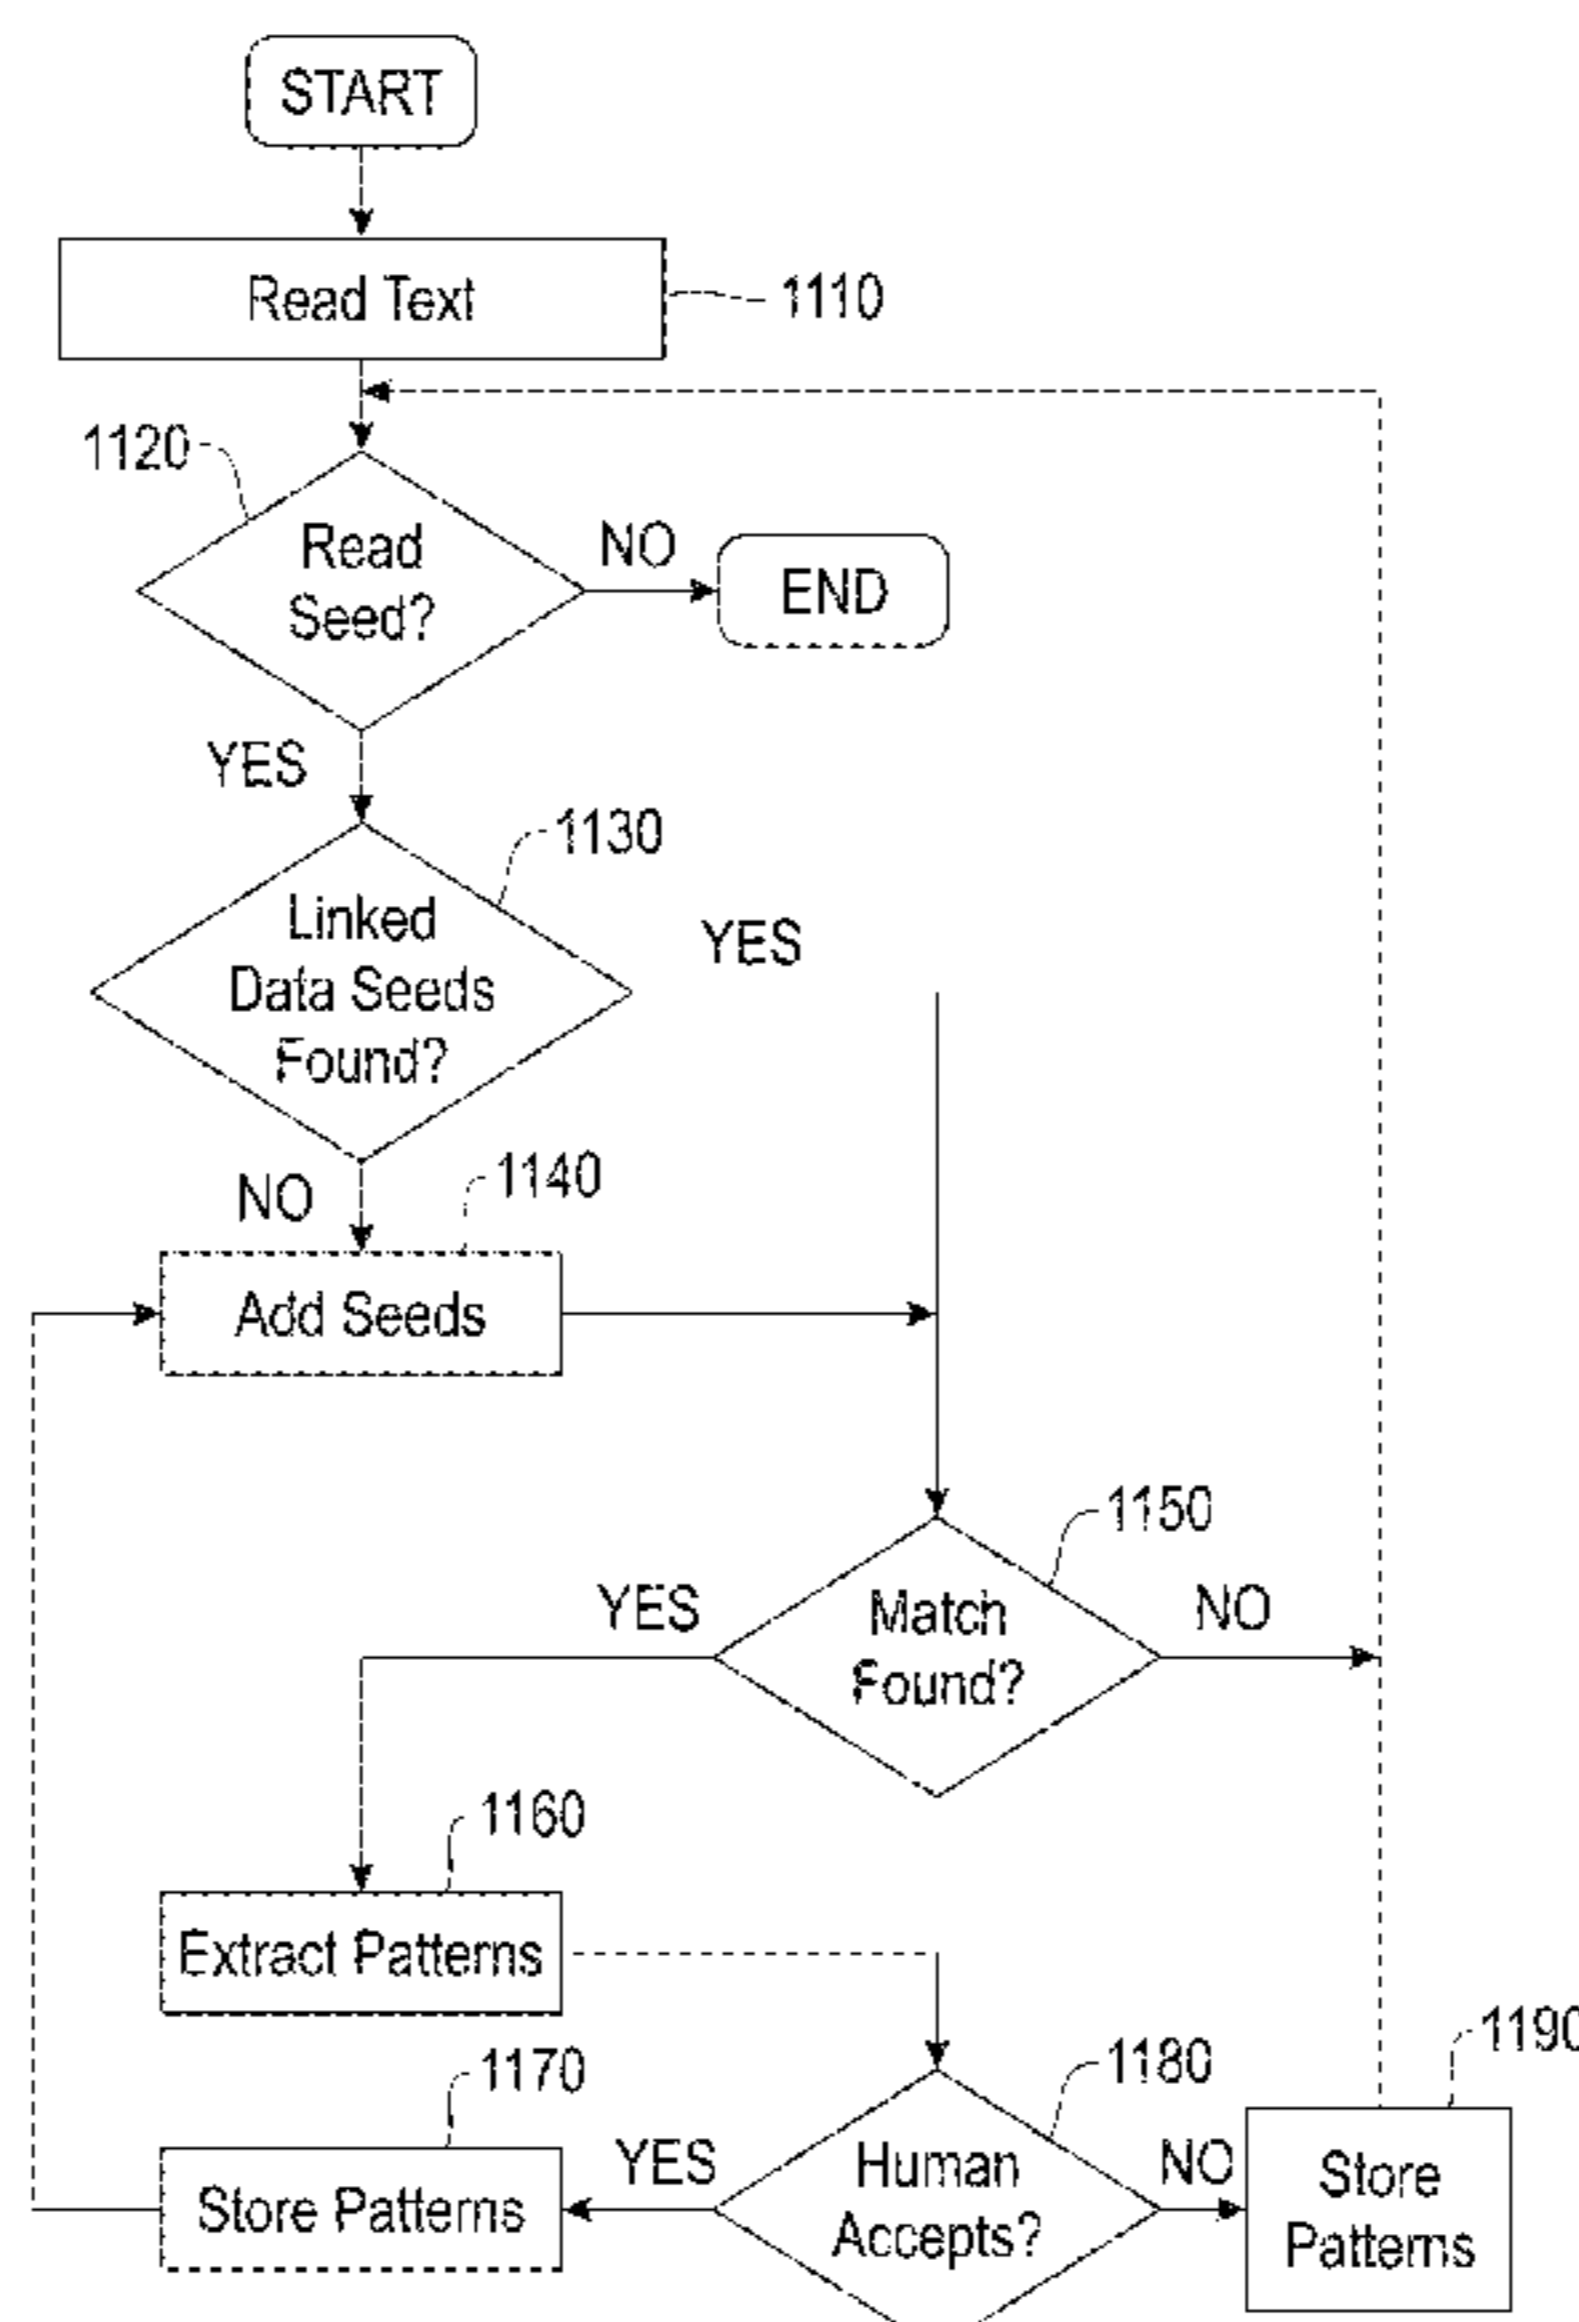 START
Read Text
1110
1120
Read
Seed?
NO
END
YES
1130
Linked
Data Seeds
Found?
YES
NO
1140
Add Seeds
1150
Match
Found?
YES
NO
1160
Extract Patterns
1170
Store Patterns
YES
1180
Human
Accepts?
NO
1190
Store
Patterns